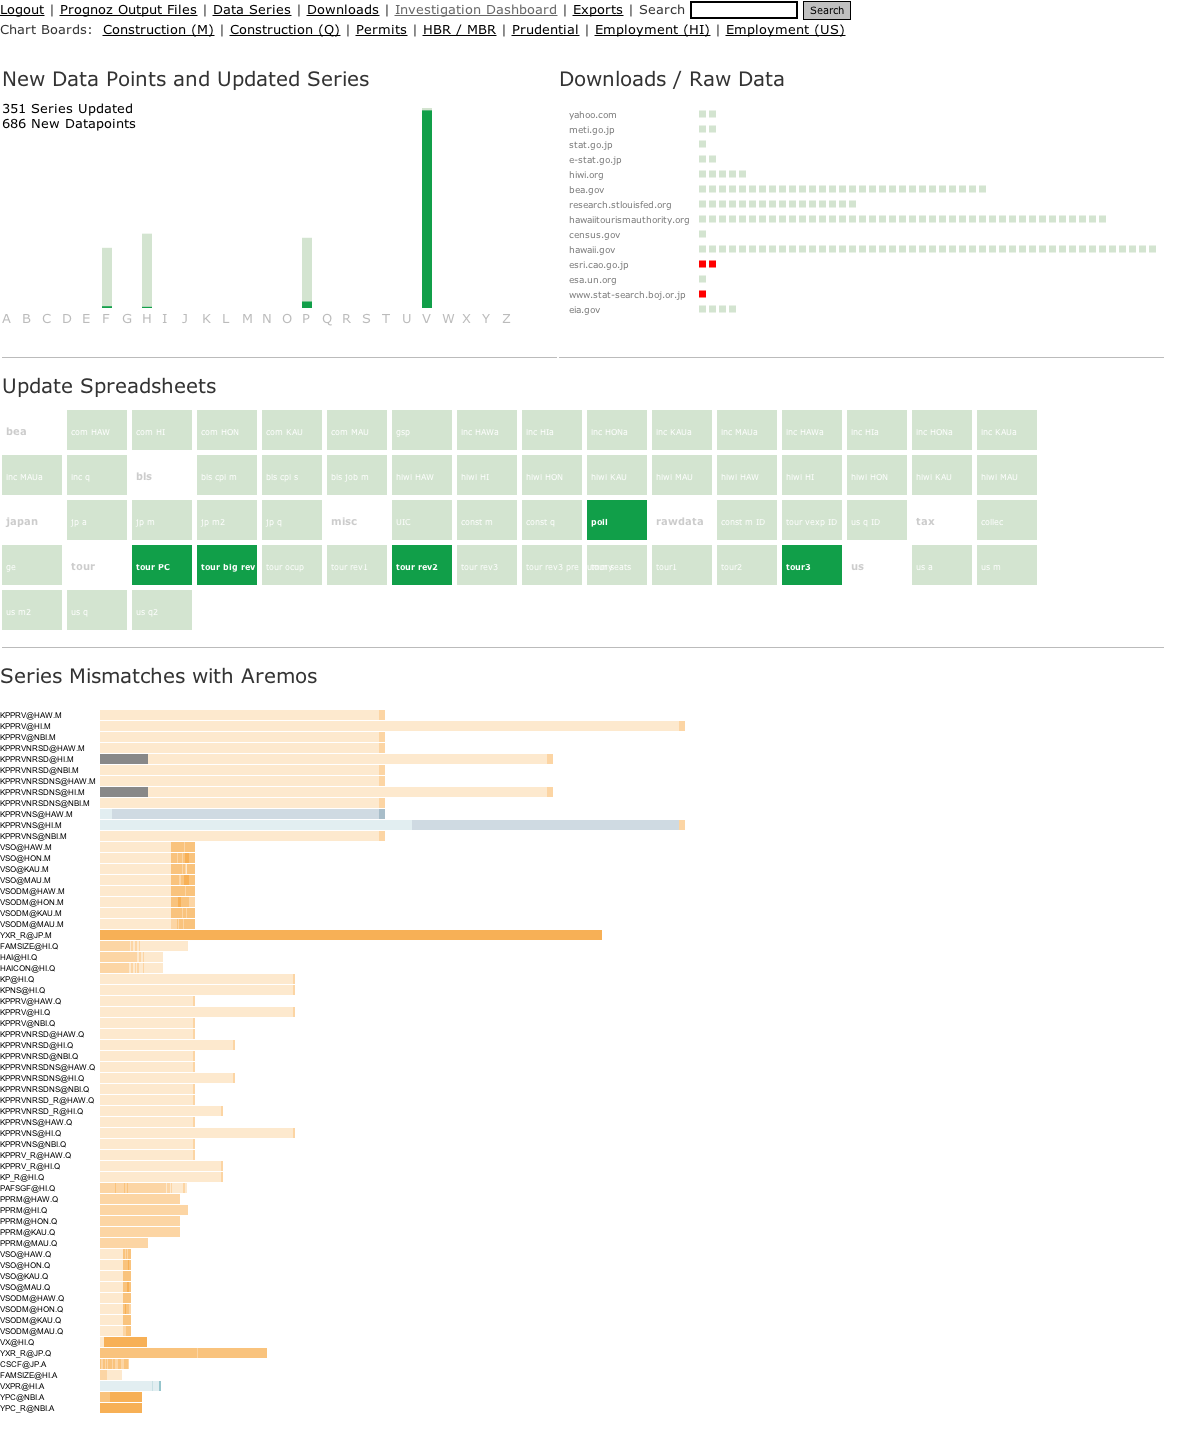 Logout | Prognoz Output Files | Data Series | Downloads | Investigation Dashboard | Exports | Search Search
Chart Boards: Construction (M) | Construction (Q) | Permits | HBR / MBR | Prudential | Employment (HI) | Employment (US)
New Data Points and Updated Series
351 Series Updated
686 New Datapoints
A B C D E F G H I J K L M N O P Q R S T U V W X Y Z
Downloads / Raw Data
yahoo.com
meti.go.jp
stat.go.jp
e-stat.go.jp
hiwi.org
bea.gov
research.stlouisfed.org
hawaiitourismauthority.org
census.gov
hawaii.gov
esri.cao.go.jp
esa.un.org
www.stat-search.boj.or.jp
eia.gov
Update Spreadsheets
bea com HAW com HI com HON com KAU com MAU gsp inc HAWa inc HIa inc HONa inc KAUa inc MAUa inc HAWa inc HIa inc HONa inc KAUa
inc MAUa inc q bls bls cpi m bls cpi s bls job m hiwi HAW hiwi HI hiwi HON hiwi KAU hiwi MAU hiwi HAW hiwi HI hiwi HON hiwi KAU hiwi MAU
japan jp a jp m jp m2 jp q misc UIC const m const q poll rawdata const m ID tour vexp ID us q ID tax collec
ge tour tour PC tour big rev tour ocup tour rev1 tour rev2 tour rev3 tour rev3 pre tour seats tour1 tour2 tour3 us us a us m
us m2 us q us q2
Series Mismatches with Aremos
KPPRV@HAW.M
KPPRV@HI.M
KPPRV@NBI.M
KPPRVNRSD@HAW.M
KPPRVNRSD@HI.M
KPPRVNRSD@NBI.M
KPPRVNRSDNS@HAW.M
KPPRVNRSDNS@HI.M
KPPRVNRSDNS@NBI.M
KPPRVNS@HAW.M
KPPRVNS@HI.M
KPPRVNS@NBI.M
VSO@HAW.M
VSO@HON.M
VSO@KAU.M
VSO@MAU.M
VSODM@HAW.M
VSODM@HON.M
VSODM@KAU.M
VSODM@MAU.M
YXR_R@JP.M
FAMSIZE@HI.Q
HAI@HI.Q
HAICON@HI.Q
KP@HI.Q
KPNS@HI.Q
KPPRV@HAW.Q
KPPRV@HI.Q
KPPRV@NBI.Q
KPPRVNRSD@HAW.Q
KPPRVNRSD@HI.Q
KPPRVNRSD@NBI.Q
KPPRVNRSDNS@HAW.Q
KPPRVNRSDNS@HI.Q
KPPRVNRSDNS@NBI.Q
KPPRVNRSD_R@HAW.Q
KPPRVNRSD_R@HI.Q
KPPRVNS@HAW.Q
KPPRVNS@HI.Q
KPPRVNS@NBI.Q
KPPRV_R@HAW.Q
KPPRV_R@HI.Q
KP_R@HI.Q
PAFSGF@HI.Q
PPRM@HAW.Q
PPRM@HI.Q
PPRM@HON.Q
PPRM@KAU.Q
PPRM@MAU.Q
VSO@HAW.Q
VSO@HON.Q
VSO@KAU.Q
VSO@MAU.Q
VSODM@HAW.Q
VSODM@HON.Q
VSODM@KAU.Q
VSODM@MAU.Q
VX@HI.Q
YXR_R@JP.Q
CSCF@JP.A
FAMSIZE@HI.A
VXPR@HI.A
YPC@NBI.A
YPC_R@NBI.A